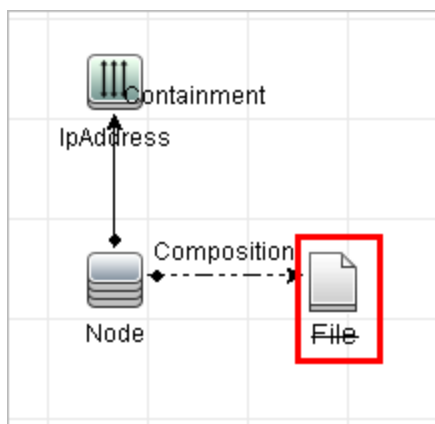 Containment
IpAddress
Composition
Node
File